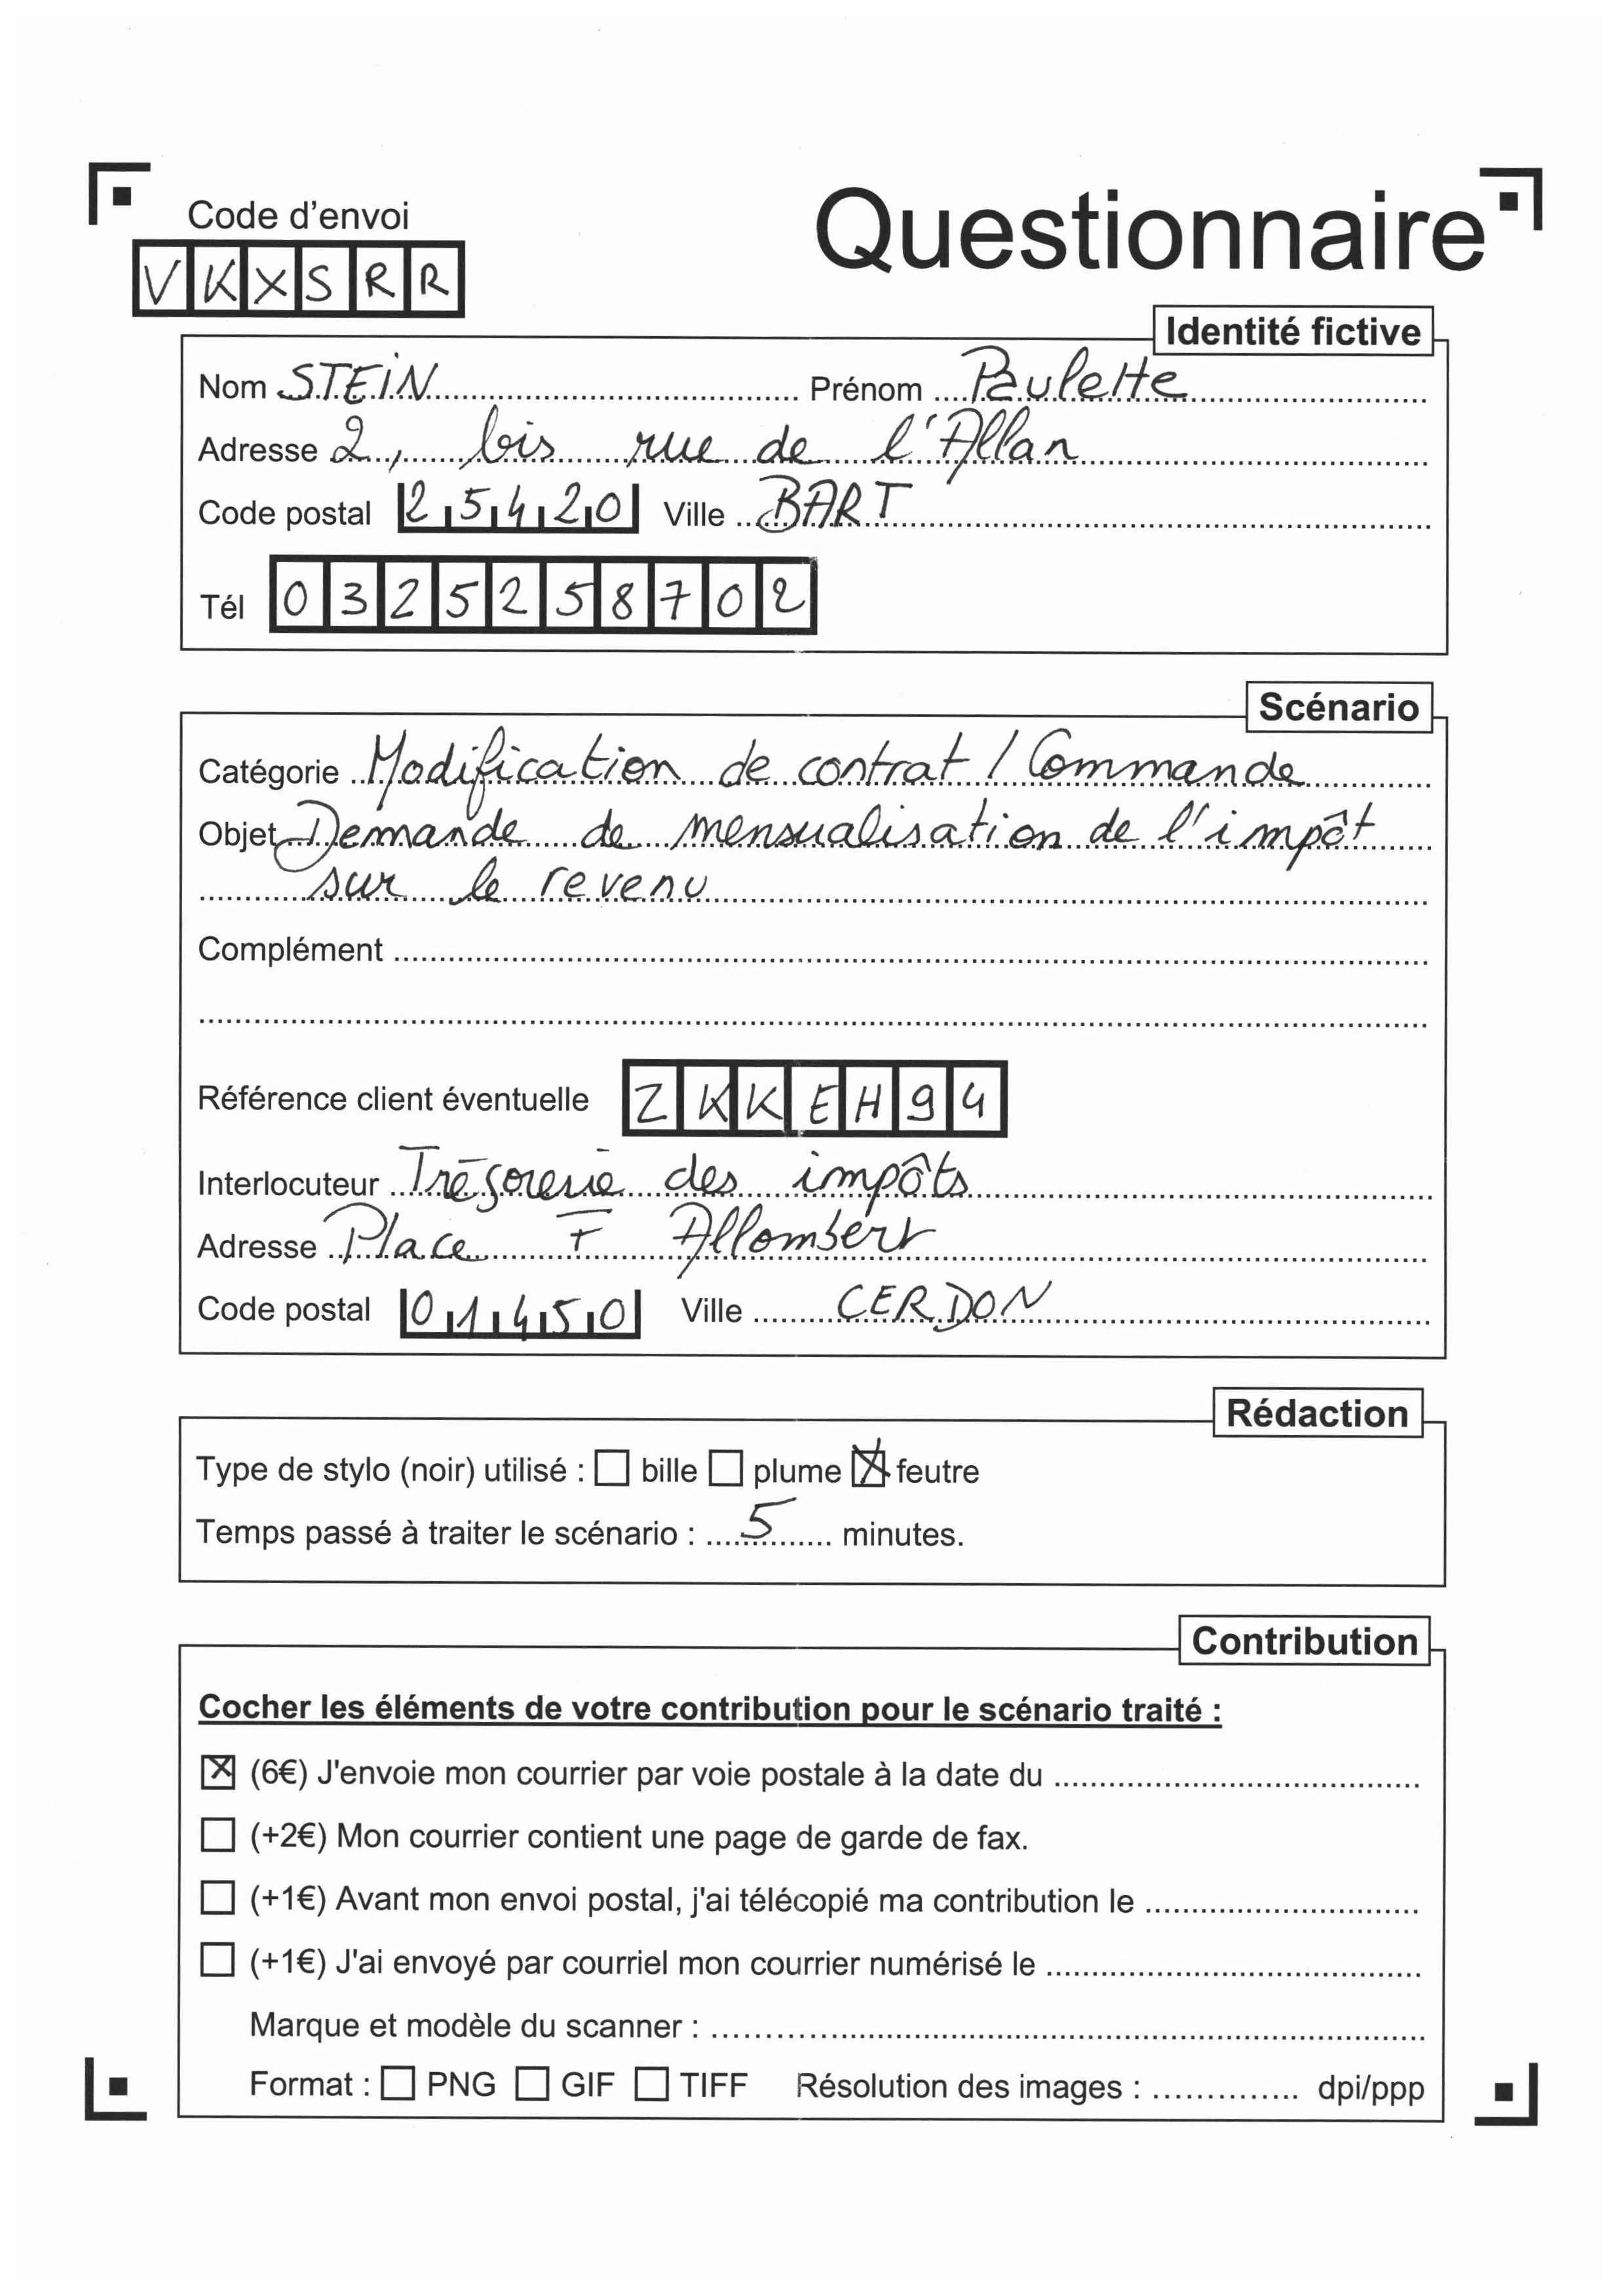 Code d'envoi
Questionnaire
VKXSRR
Identité fictive
Nom STEIN Prénom Paulette
Adresse 2, bis rue de l'Allan
Code postal 25420 Ville BART
Tél 0325258702
Scénario
Catégorie Modification de contrat / Commande
Objet Demande de mensualisation de l'impôt
sur le revenu
Complément
Référence client éventuelle ZKKEH94
Interlocuteur Trésorerie des impôts
Adresse Place F Allombert
Code postal 01450 Ville CERDON
Rédaction
Type de stylo (noir) utilisé : bille plume feutre
Temps passé à traiter le scénario : 5 minutes.
Contribution
Cocher les éléments de votre contribution pour le scénario traité :
(6€) J'envoie mon courrier par voie postale à la date du
(+2€) Mon courrier contient une page de garde de fax.
(+1€) Avant mon envoi postal, j'ai télécopié ma contribution le
(+1€) J'ai envoyé par courriel mon courrier numérisé le
Marque et modèle du scanner :
Format : PNG GIF TIFF Résolution des images : dpi/ppp